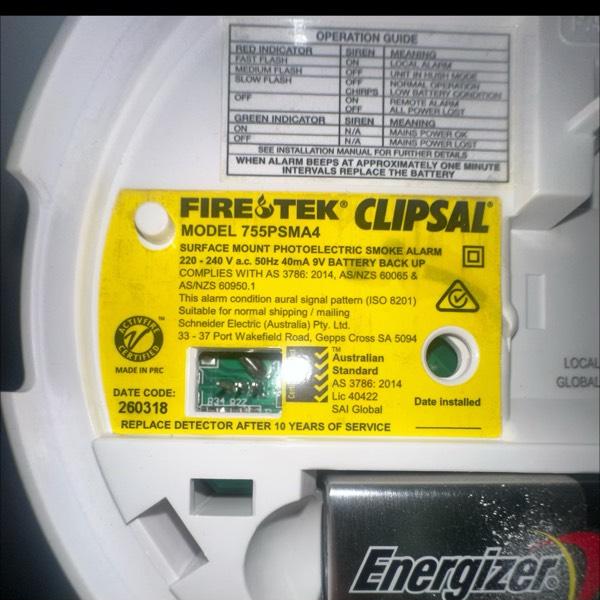 OPERATION GUIDE
RED INDICATOR SIREN MEANING
FAST FLASH ON LOCAL ALARM
MEDIUM FLASH OFF UNIT IN HUSH MODE
SLOW FLASH OFF NORMAL OPERATION
CHIRPS LOW BATTERY CONDITION
OFF ON REMOTE ALARM
OFF ALL POWER LOST
GREEN INDICATOR SIREN MEANING
ON N/A MAINS POWER OK
OFF N/A MAINS POWER LOST
SEE INSTALLATION MANUAL FOR FURTHER DETAILS
WHEN ALARM BEEPS AT APPROXIMATELY ONE MINUTE
INTERVALS REPLACE THE BATTERY
FIRETEK® CLIPSAL®
MODEL 755PSMA4
SURFACE MOUNT PHOTOELECTRIC SMOKE ALARM
220 - 240 V a.c. 50Hz 40mA 9V BATTERY BACK UP
COMPLIES WITH AS 3786: 2014, AS/NZS 60065 &
AS/NZS 60950.1
This alarm condition aural signal pattern (ISO 8201)
Suitable for normal shipping / mailing
Schneider Electric (Australia) Pty. Ltd.
33 - 37 Port Wakefield Road, Gepps Cross SA 5094
ACTIVFIRE CERTIFIED ™
MADE IN PRC
DATE CODE:
260318
R34 R27
™
Australian
Standard
AS 3786: 2014
Lic 40422
SAI Global
Date installed
REPLACE DETECTOR AFTER 10 YEARS OF SERVICE
LOCAL
GLOBAL
Energizer